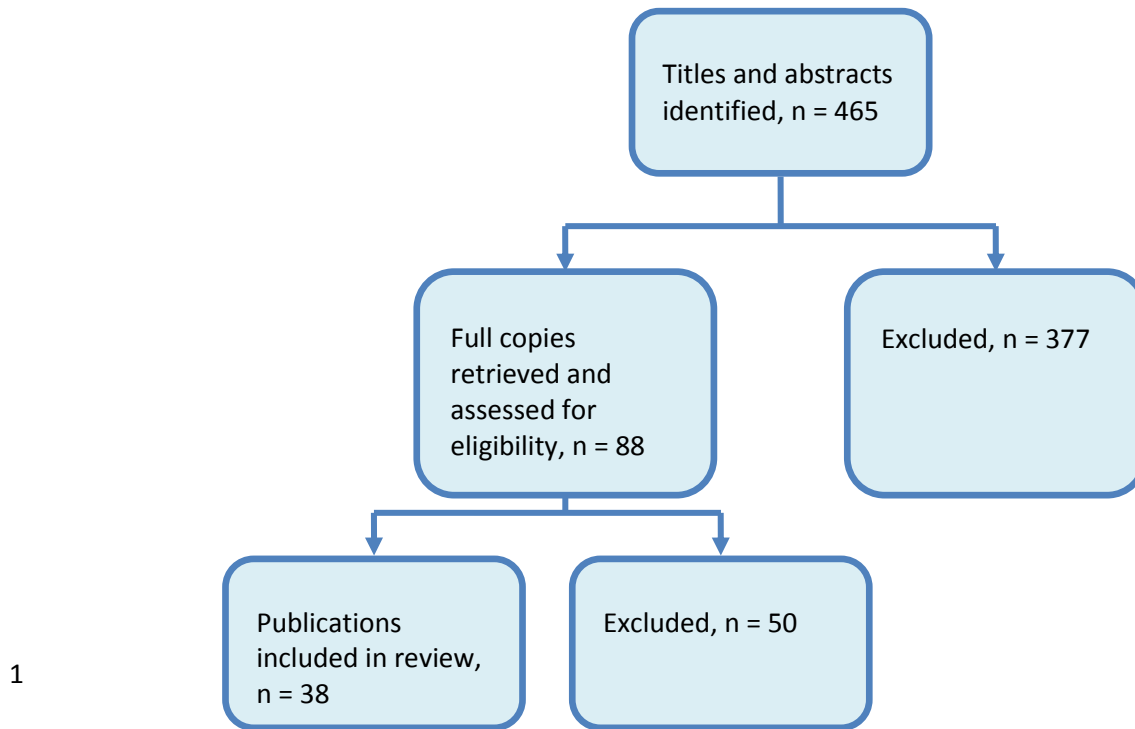 Titles and abstracts
identified, n = 465
Full copies
retrieved and
assessed for
eligibility, n = 88
Excluded, n = 377
Publications
included in review,
n = 38
Excluded, n = 50
1